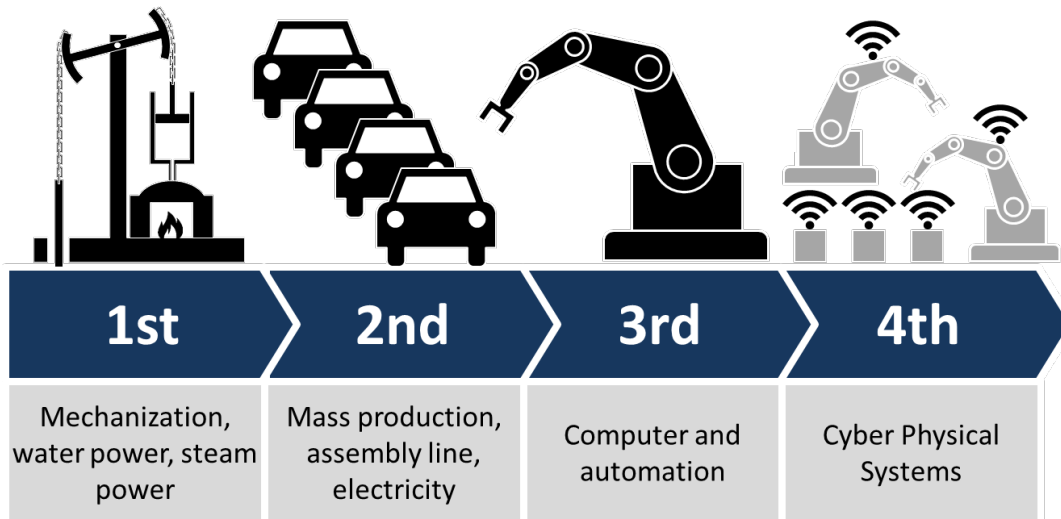 1st
2nd
3rd
4th
Mechanization,
water power, steam
power
Mass production,
assembly line,
electricity
Computer and
automation
Cyber Physical
Systems